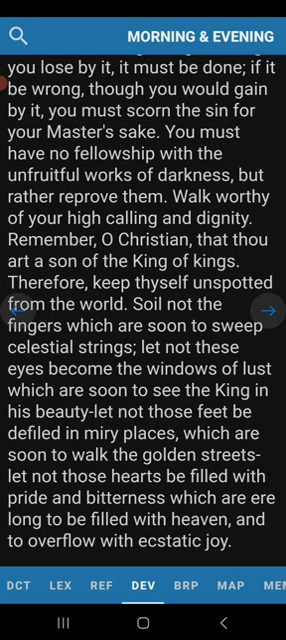 MORNING & EVENING
you lose by it, it must be done; if it
be wrong, though you would gain
by it, you must scorn the sin for
your Master's sake. You must
have no fellowship with the
unfruitful works of darkness, but
rather reprove them. Walk worthy
of your high calling and dignity.
Remember, O Christian, that thou
art a son of the King of kings.
Therefore, keep thyself unspotted
from the world. Soil not the
fingers which are soon to sweep
celestial strings; let not these
eyes become the windows of lust
which are soon to see the King in
his beauty-let not those feet be
defiled in miry places, which are
soon to walk the golden streets-
let not those hearts be filled with
pride and bitterness which are ere
long to be filled with heaven, and
to overflow with ecstatic joy.
DCT LEX REF DEV BRP MAP MEM